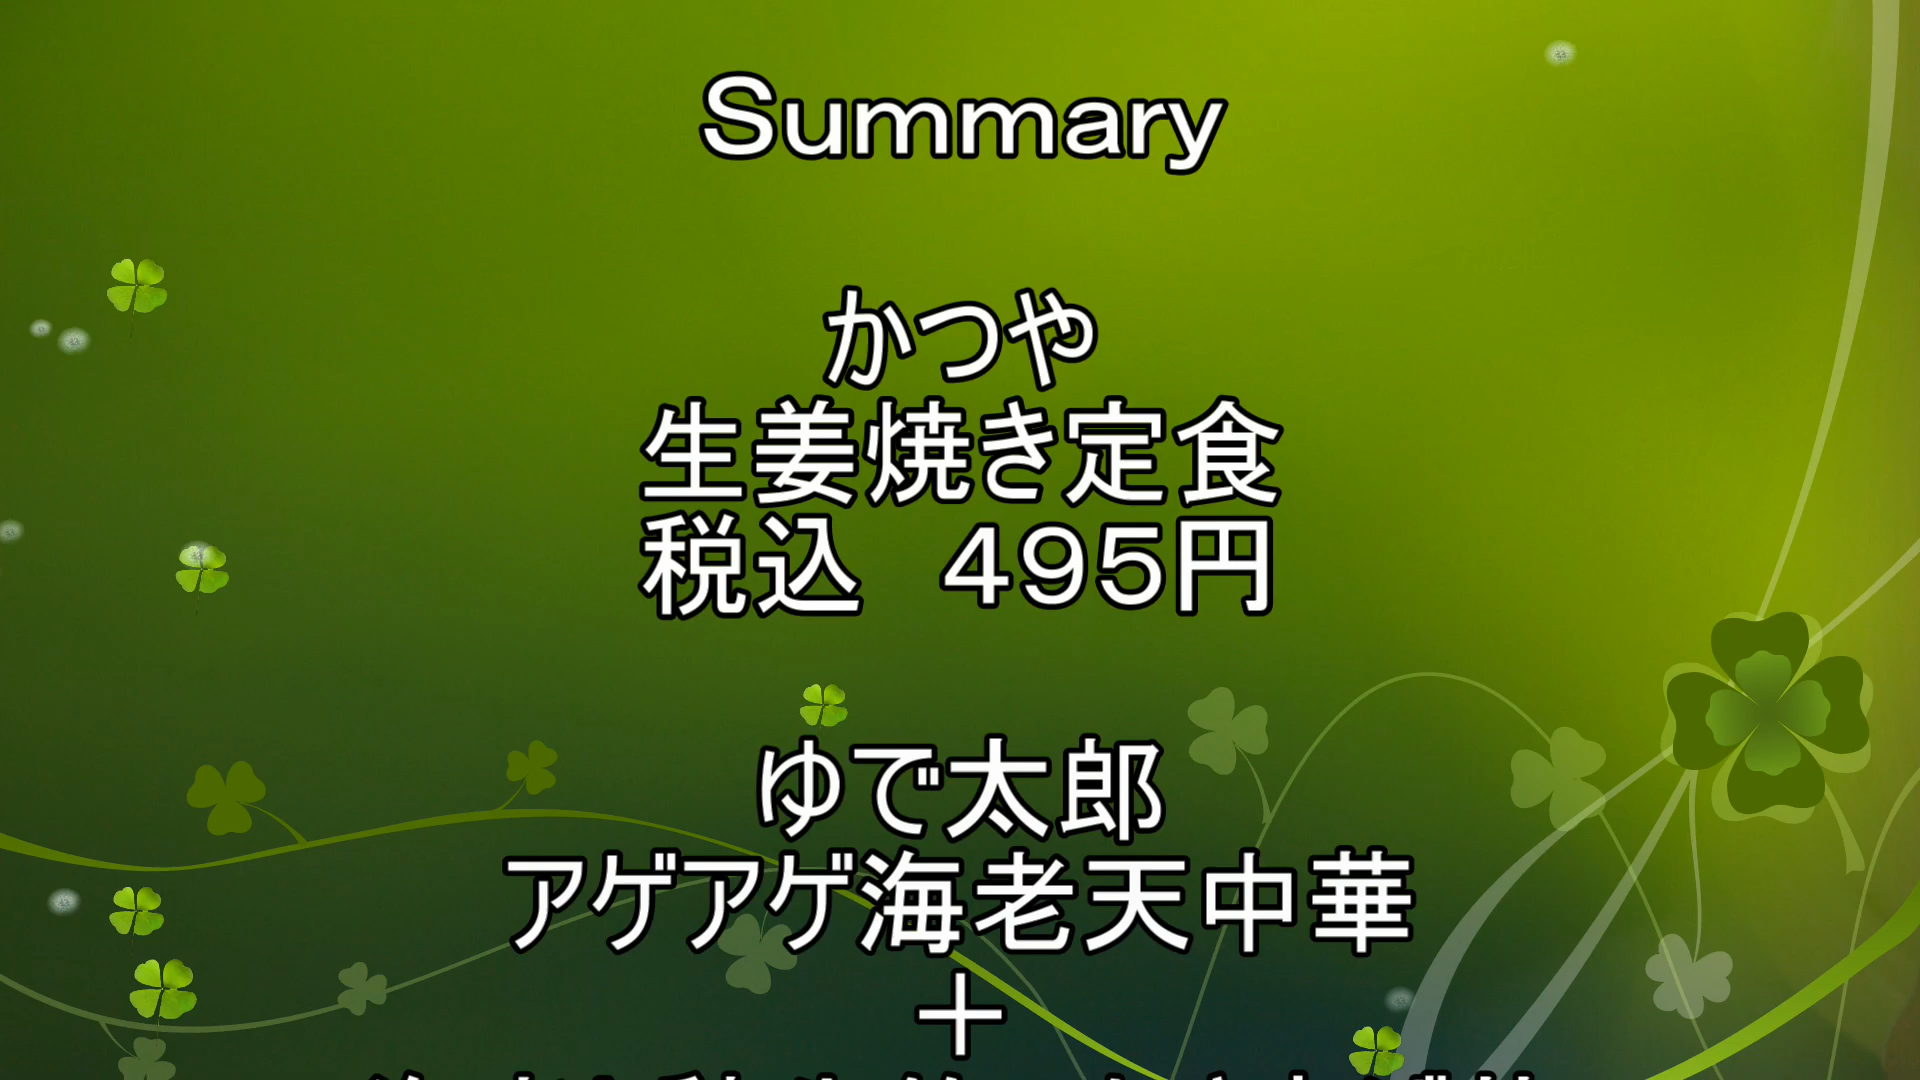 Summary
かつや
生姜焼き定食
税込　４９５円
ゆで太郎
アゲアゲ海老天中華
＋